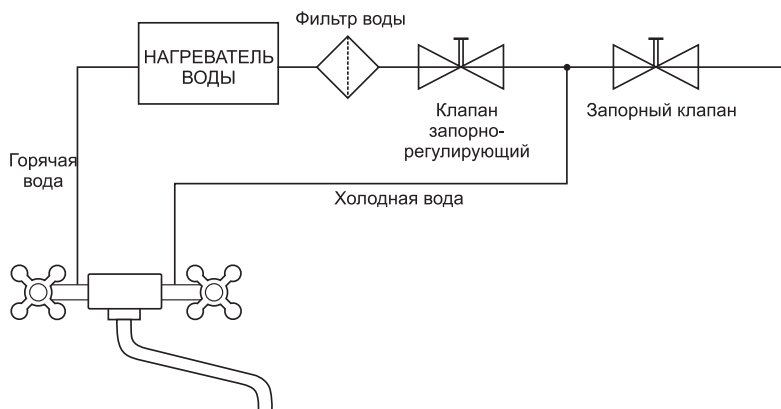 Фильтр воды
НАГРЕВАТЕЛЬ
ВОДЫ
Клапан
запорно-
регулирующий
Запорный клапан
Горячая
вода
Холодная вода